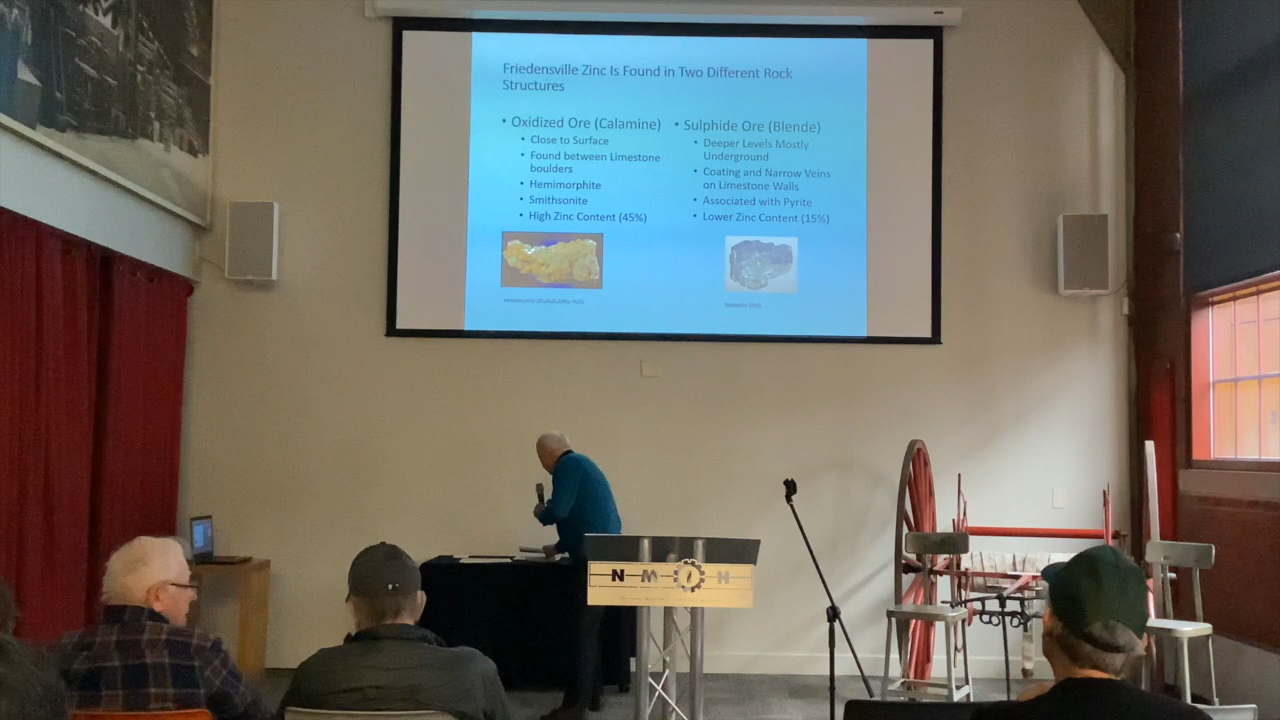 Friedensville Zinc Is Found in Two Different Rock
Structures
• Oxidized Ore (Calamine)
• Close to Surface
• Found between Limestone
boulders
• Hemimorphite
• Smithsonite
• High Zinc Content (45%)
• Sulphide Ore (Blende)
• Deeper Levels Mostly
Underground
• Coating and Narrow Veins
on Limestone Walls
• Associated with Pyrite
• Lower Zinc Content (15%)
NMIH